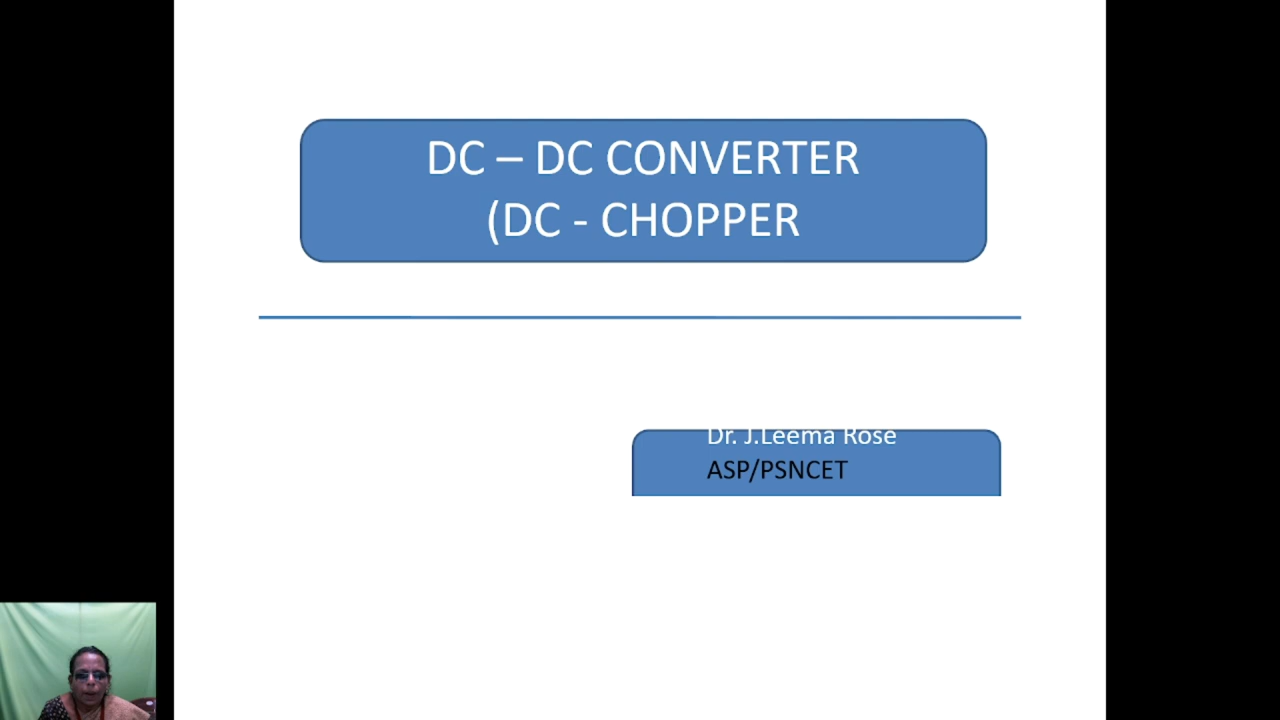 DC – DC CONVERTER
(DC - CHOPPER
Dr. J.Leema Rose
ASP/PSNCET